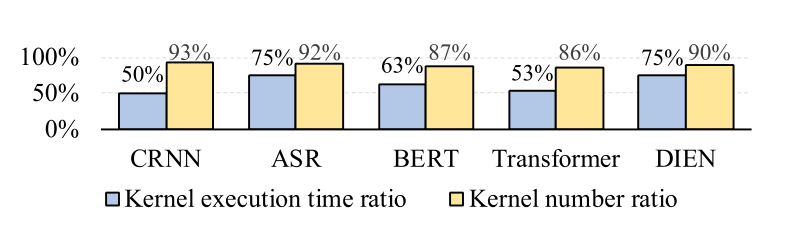 100%
50%
0%
50% 93% 75% 92% 63% 87% 53% 86% 75% 90%
CRNN ASR BERT Transformer DIEN
Kernel execution time ratio Kernel number ratio